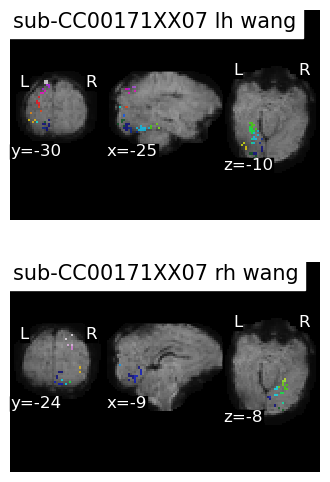 sub-CC00171XX07 lh wang
L R L R
y=-30 x=-25 z=-10
sub-CC00171XX07 rh wang
L R L R
y=-24 x=-9 z=-8